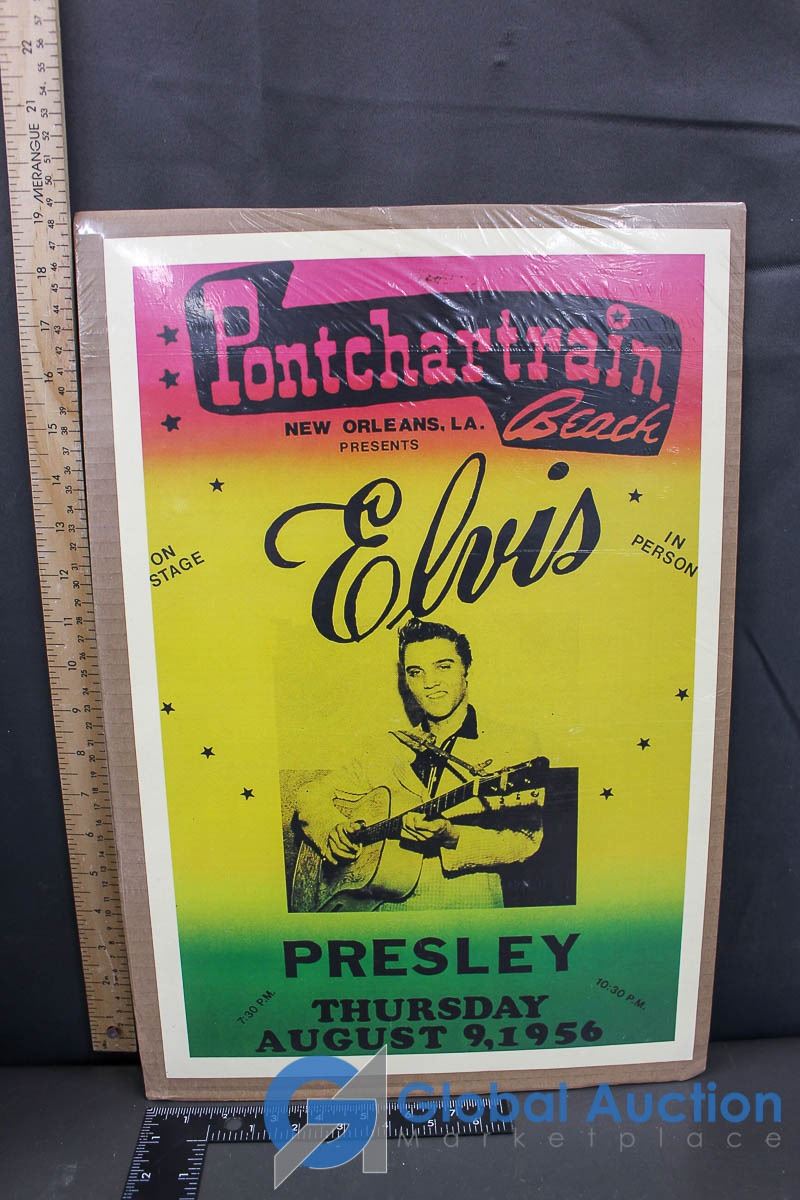 Pontchartrain
Beach
NEW ORLEANS, LA.
PRESENTS
Elvis
ON
STAGE
IN
PERSON
PRESLEY
7:30 P.M.
10:30 P.M.
THURSDAY
AUGUST 9, 1956
MERANGUE
Global Auction
Marketplace